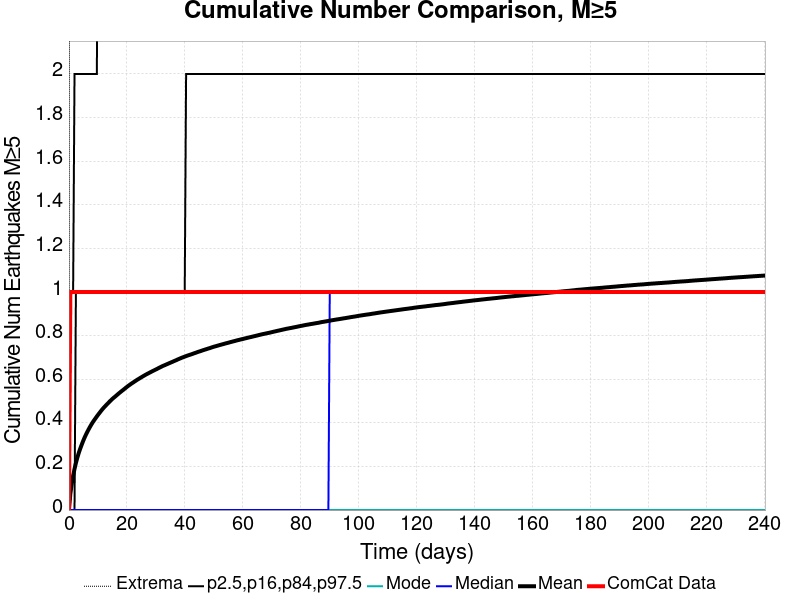 Cumulative Number Comparison, M≥5
Cumulative Num Earthquakes M≥5
2
1.8
1.6
1.4
1.2
1
0.8
0.6
0.4
0.2
0
0 20 40 60 80 100 120 140 160 180 200 220 240
Time (days)
Extrema p2.5,p16,p84,p97.5 Mode Median Mean ComCat Data